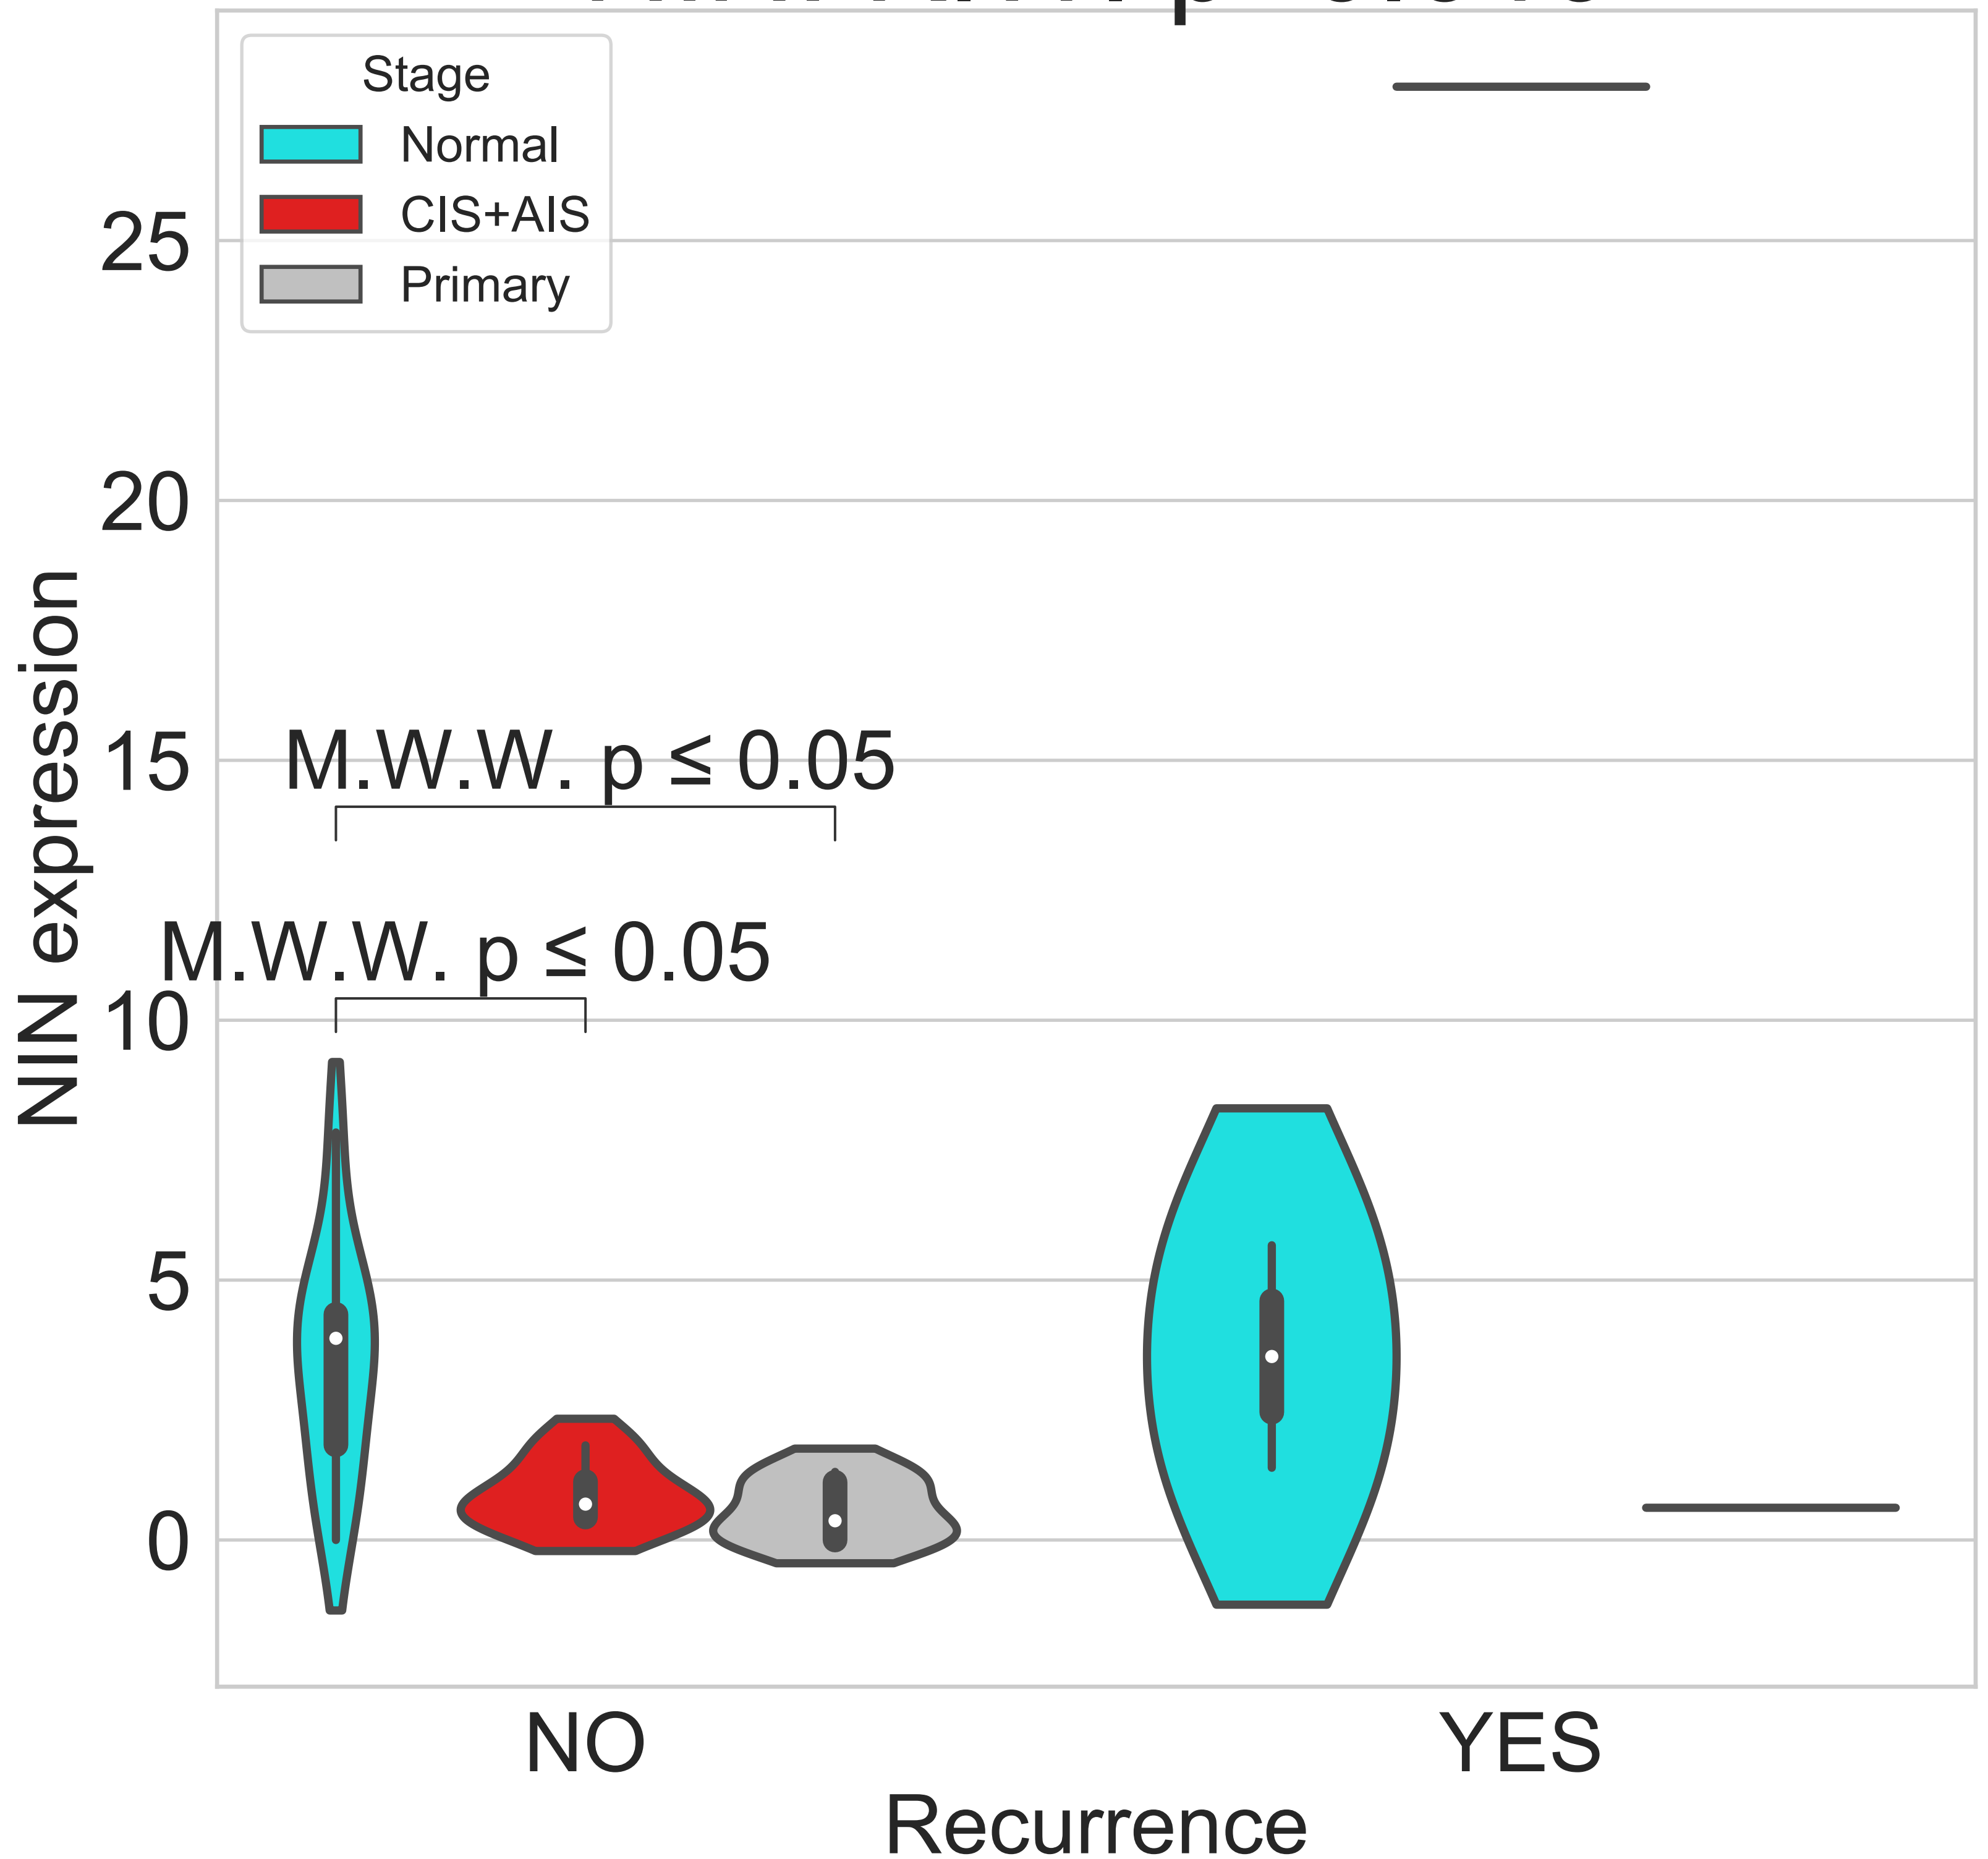 Stage
Normal
CIS+AIS
Primary
25
20
15
10
5
0
NIN expression
M.W.W. p ≤ 0.05
M.W.W. p ≤ 0.05
NO
YES
Recurrence